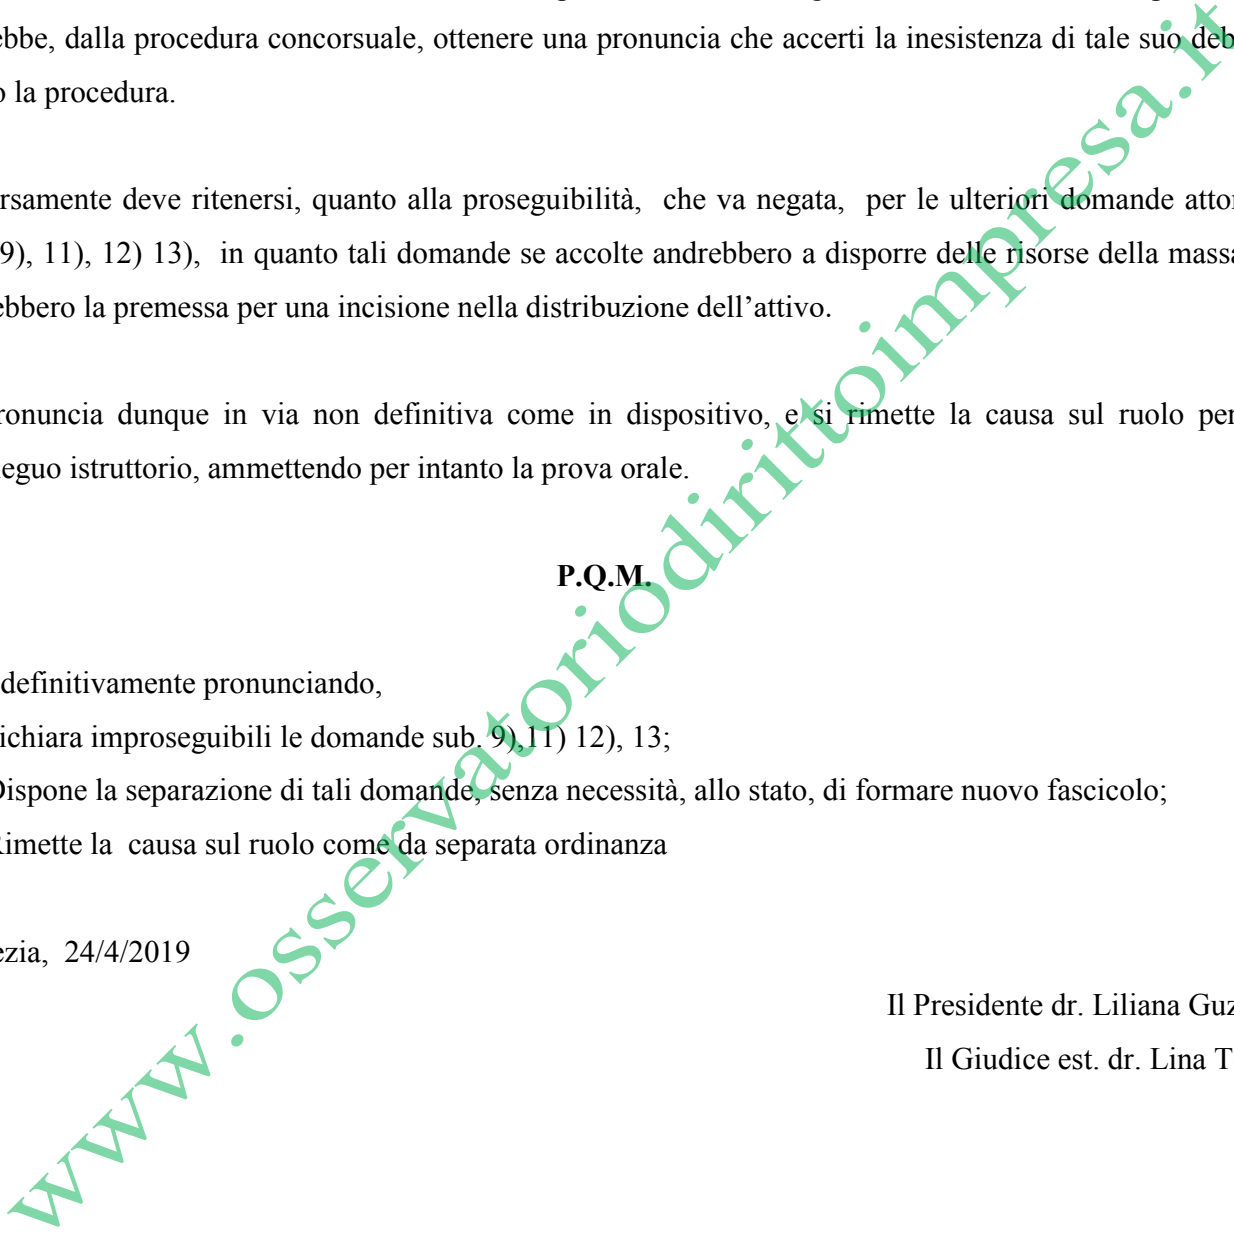 ebbe, dalla procedura concorsuale, ottenere una pronuncia che accerti la inesistenza di tale suo deb
o la procedura.
rsamente deve ritenersi, quanto alla proseguibilità, che va negata, per le ulteriori domande attor
9), 11), 12) 13), in quanto tali domande se accolte andrebbero a disporre delle risorse della massa
ebbero la premessa per una incisione nella distribuzione dell’attivo.
ronuncia dunque in via non definitiva come in dispositivo, e si rimette la causa sul ruolo per
eguo istruttorio, ammettendo per intanto la prova orale.
P.Q.M.
definitivamente pronunciando,
ichiara improseguibili le domande sub. 9),11) 12), 13;
Dispone la separazione di tali domande, senza necessità, allo stato, di formare nuovo fascicolo;
Rimette la causa sul ruolo come da separata ordinanza
ezia, 24/4/2019
Il Presidente dr. Liliana Guz
Il Giudice est. dr. Lina T
www.osservatoriodirittoimpresa.it